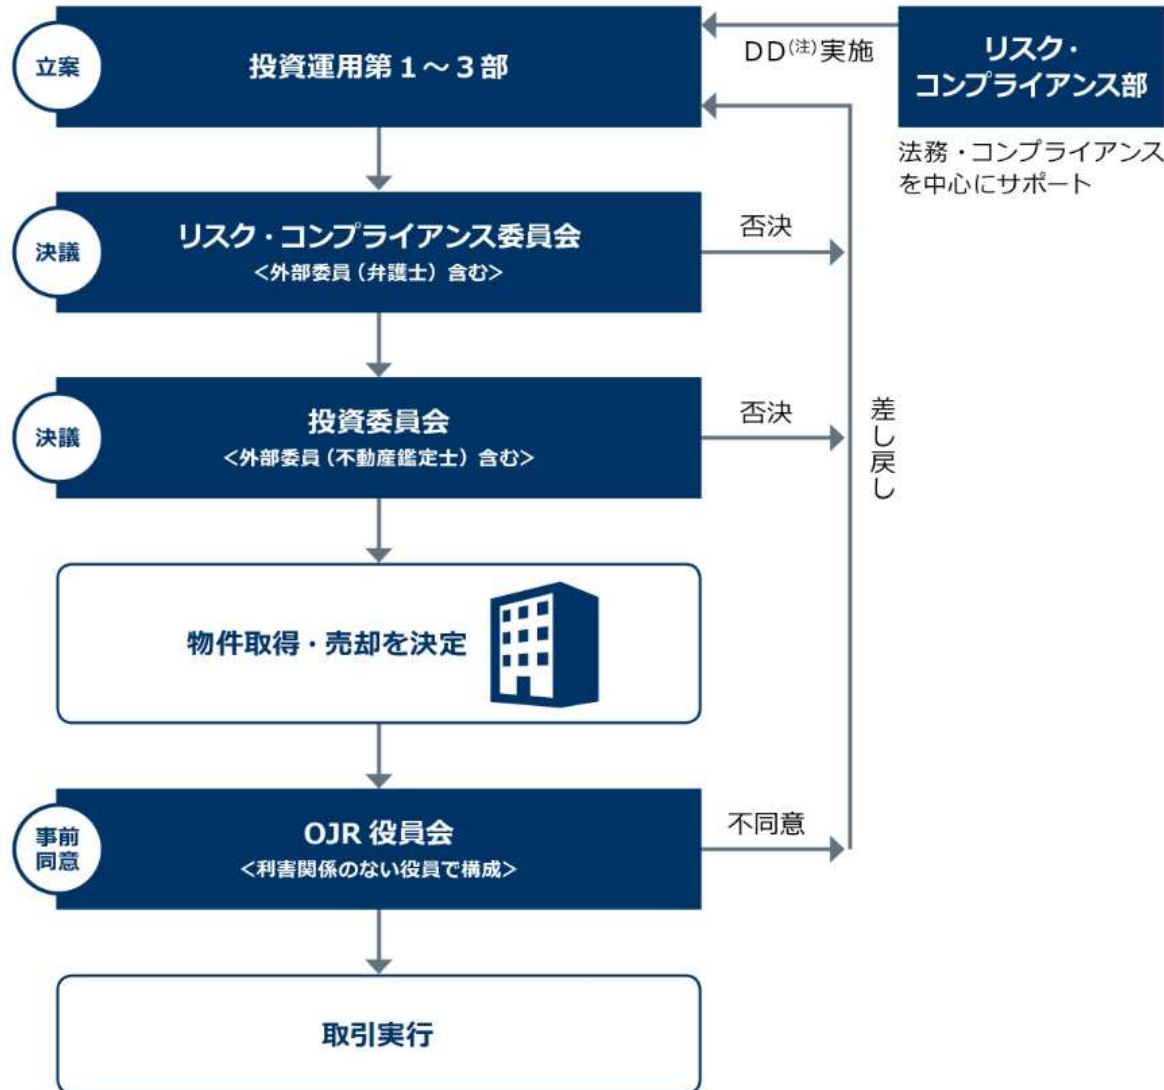 立案
投資運用第1～3部
DD(注)実施
リスク・
コンプライアンス部
法務・コンプライアンス
を中心にサポート
決議
リスク・コンプライアンス委員会
<外部委員(弁護士)含む>
否決
決議
投資委員会
<外部委員(不動産鑑定士)含む>
否決
差し戻し
物件取得・売却を決定
事前
同意
OJR 役員会
<利害関係のない役員で構成>
不同意
取引実行